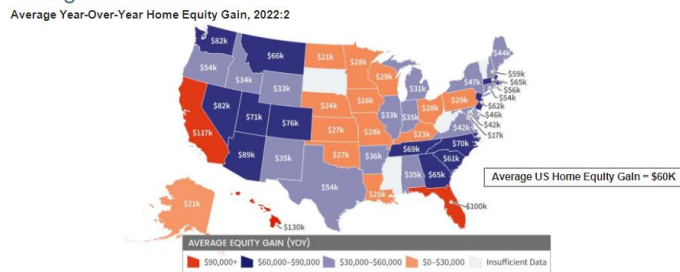 Average Year-Over-Year Home Equity Gain, 2022:2
$82k
$66k
$21k
$28k
$44k
$54k
$34k
$33k
$29k
$31k
$47k
$59k
$65k
$56k
$54k
$62k
$46k
$42k
$17k
$24k
$18k
$33k
$35k
$28k
$29k
$117k
$82k
$71k
$76k
$27k
$28k
$23k
$42k
$70k
$69k
$61k
$89k
$35k
$27k
$36k
$54k
$25k
$35k
$65k
Average US Home Equity Gain = $60K
$21k
$130k
$100k
AVERAGE EQUITY GAIN (YOY)
$90,000+ $60,000–$90,000 $30,000–$60,000 $0–$30,000 Insufficient Data